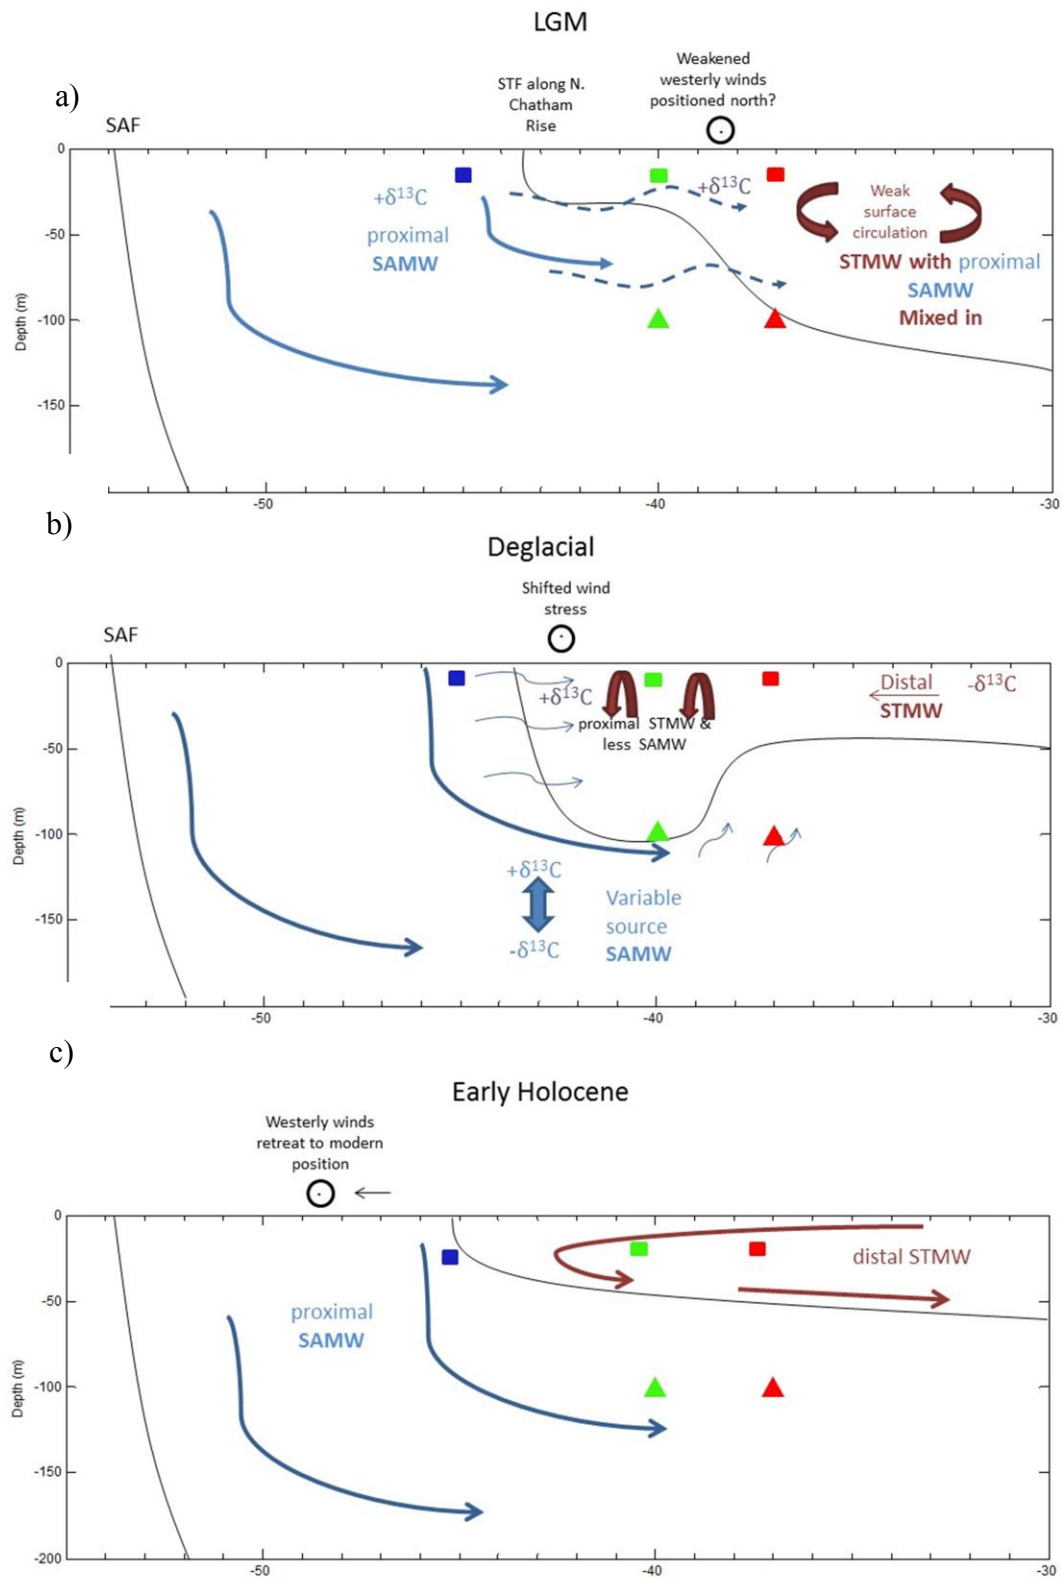 LGM
a)
SAF
STF along N.
Chatham
Rise
Weakened
westerly winds
positioned north?
0
-50
-100
-150
Depth (m)
+δ¹³C
proximal
SAMW
+δ¹³C
Weak
surface
circulation
STMW with proximal
SAMW
Mixed in
-50
-40
-30
b)
Deglacial
Shifted wind
stress
SAF
0
-50
-100
-150
Depth (m)
+δ¹³C
proximal STMW &
less SAMW
Distal -δ¹³C
STMW
+δ¹³C
-δ¹³C
Variable
source
SAMW
-50
-40
-30
c)
Early Holocene
Westerly winds
retreat to modern
position
0
-50
-100
-150
-200
Depth (m)
proximal
SAMW
distal STMW
-50
-40
-30